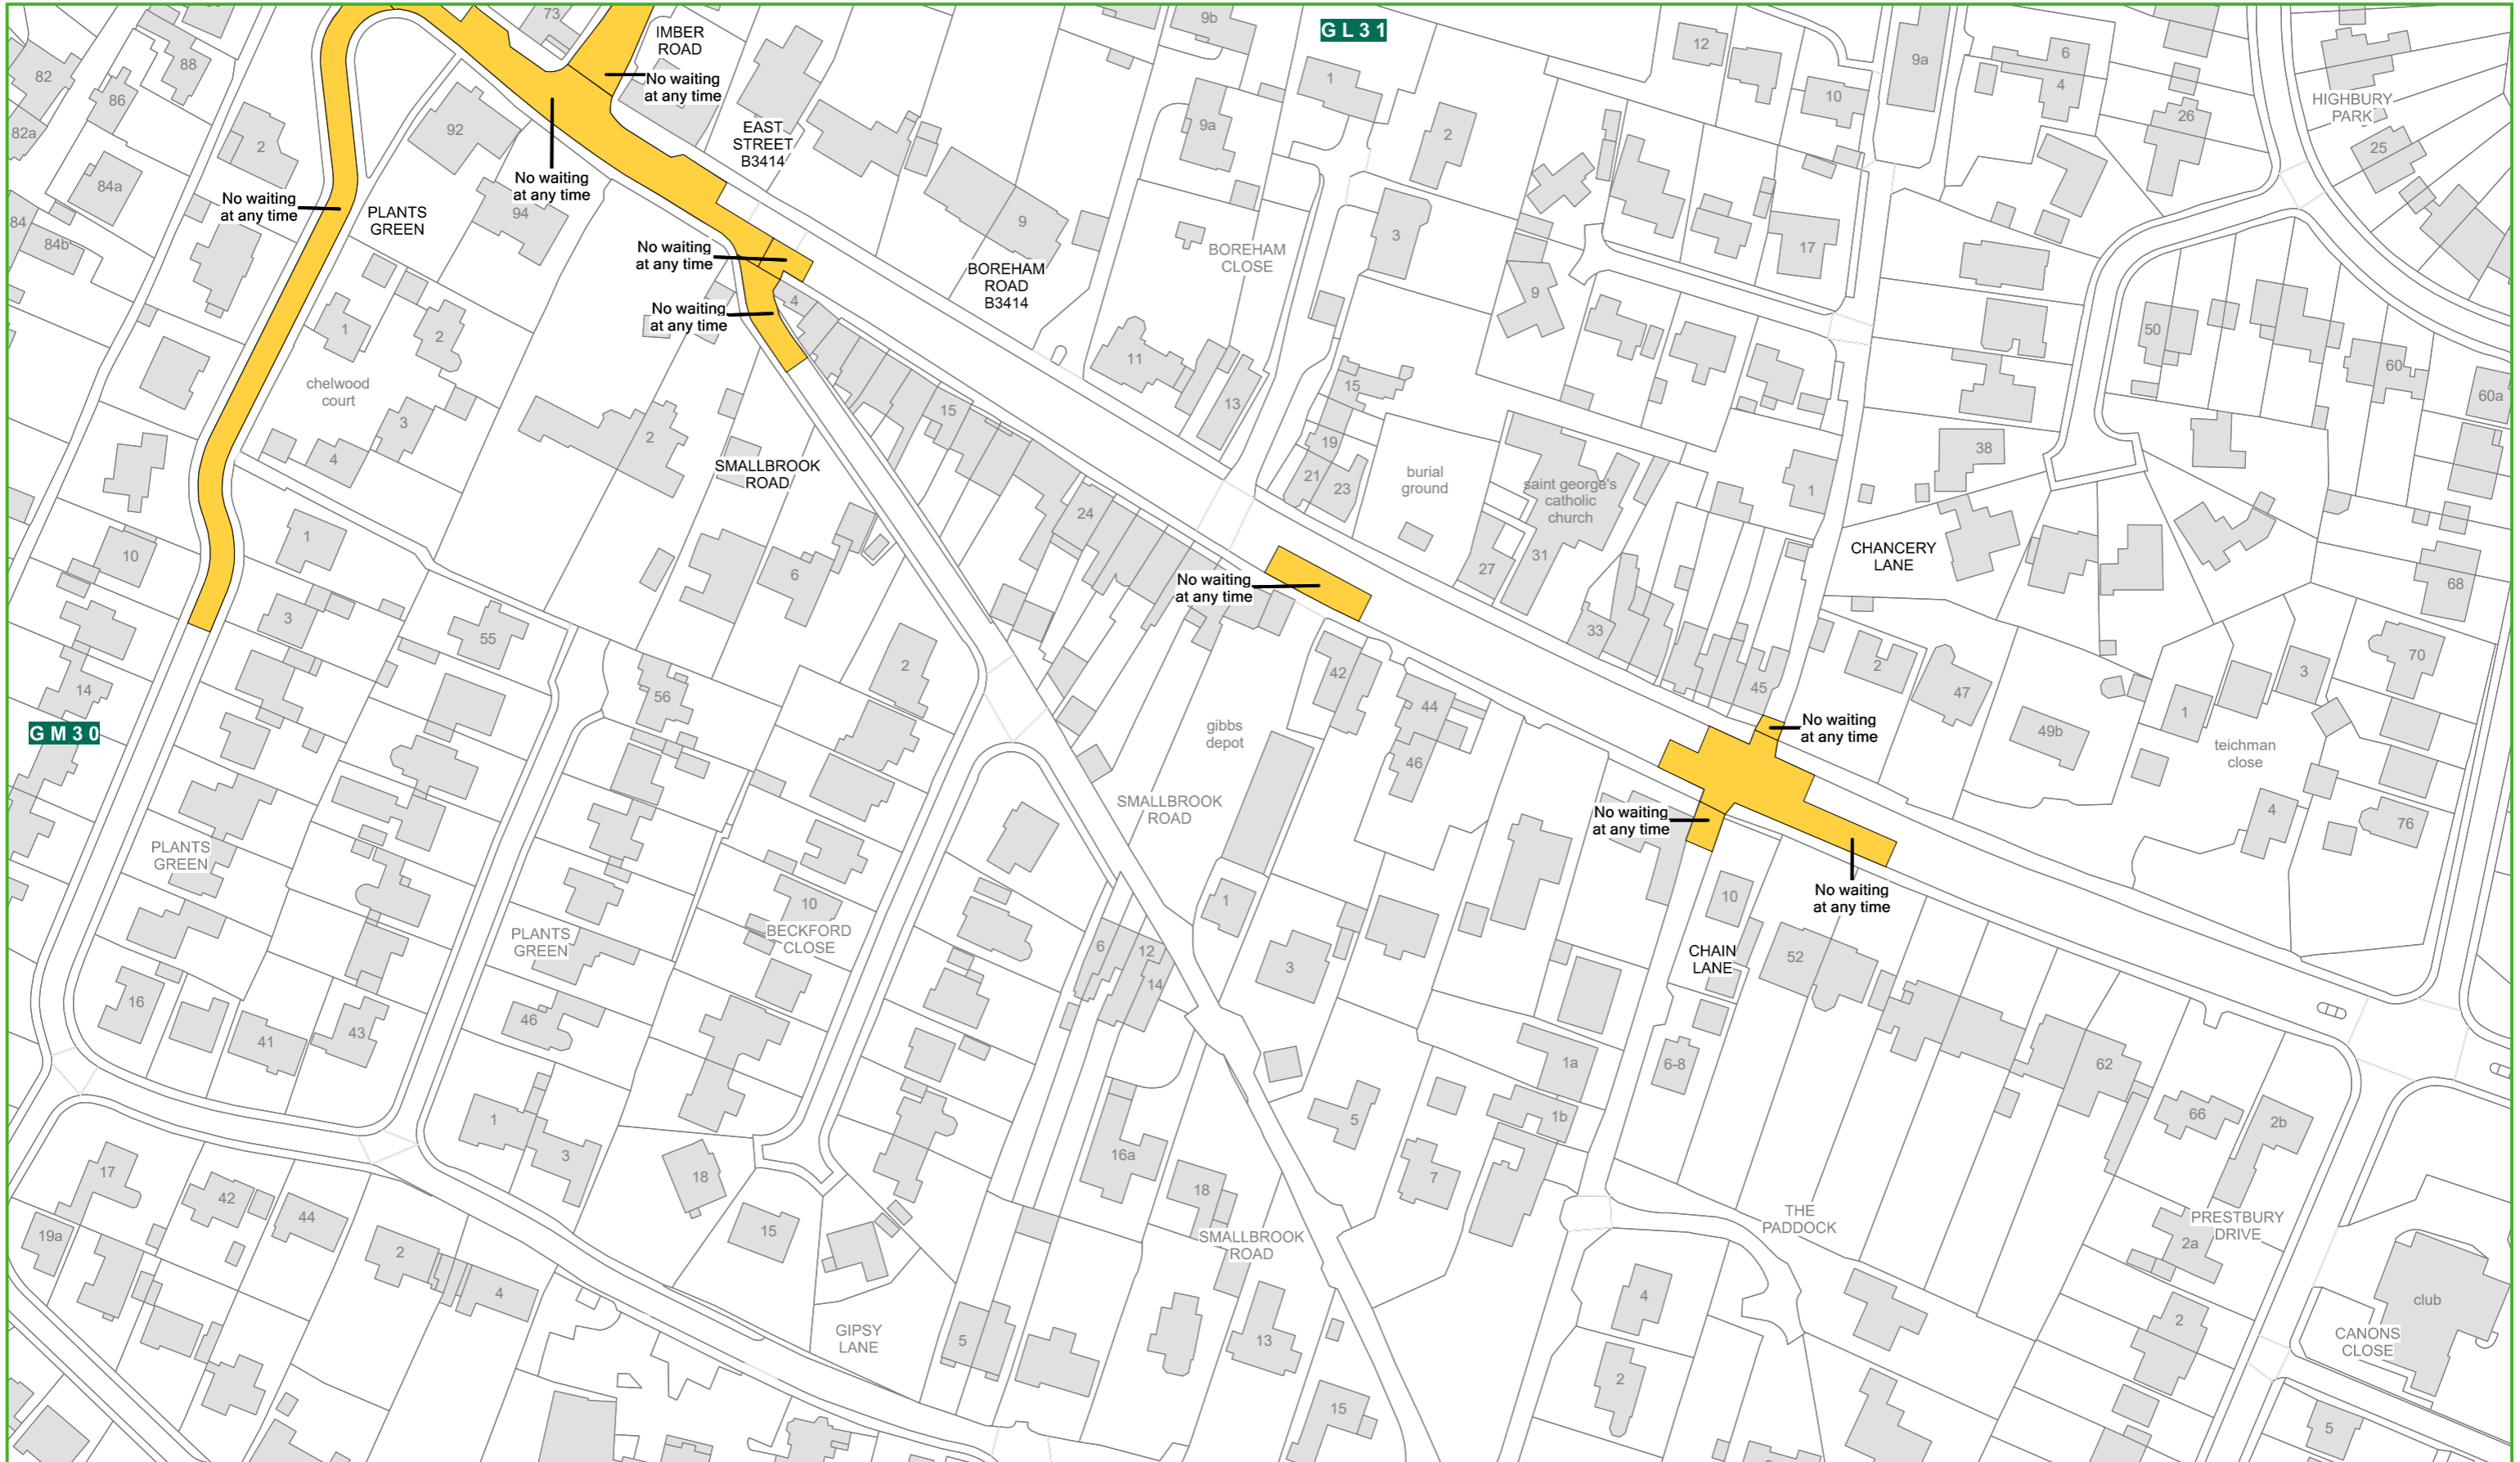 73
9b
GL31
IMBER
ROAD
12
6
9a
82
88
No waiting
at any time
1
4
86
10
HIGHBURY
PARK
26
82a
92
EAST
STREET
B3414
9a
2
2
25
84a
No waiting
at any time
No waiting
at any time
PLANTS
GREEN
94
84
9
3
84b
No waiting
at any time
BOREHAM
CLOSE
17
BOREHAM
ROAD
B3414
9
4
No waiting
at any time
1
2
50
11
60
chelwood
court
15
13
60a
15
3
2
19
38
4
SMALLBROOK
ROAD
21
23
burial
ground
saint george's
catholic
church
1
24
1
10
31
CHANCERY
LANE
6
27
No waiting
at any time
68
3
55
33
2
42
2
47
70
3
14
56
45
44
1
GM30
gibbs
depot
No waiting
at any time
49b
teichman
close
46
SMALLBROOK
ROAD
No waiting
at any time
4
76
PLANTS
GREEN
10
10
No waiting
at any time
1
PLANTS
GREEN
BECKFORD
CLOSE
6
12
CHAIN
LANE
52
3
14
16
46
41
43
1a
6-8
62
1
5
1b
66
2b
3
16a
17
18
7
18
42
44
19a
15
SMALLBROOK
ROAD
THE
PADDOCK
PRESTBURY
DRIVE
2a
2
4
4
club
GIPSY
LANE
5
13
2
CANONS
CLOSE
2
15
5